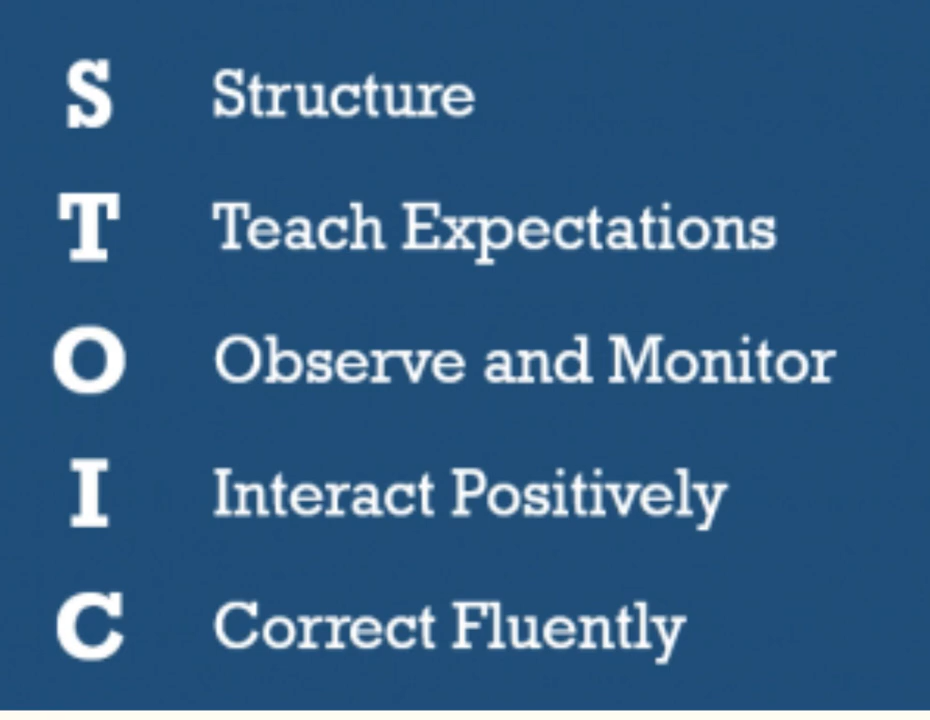 S Structure
T Teach Expectations
O Observe and Monitor
I Interact Positively
C Correct Fluently